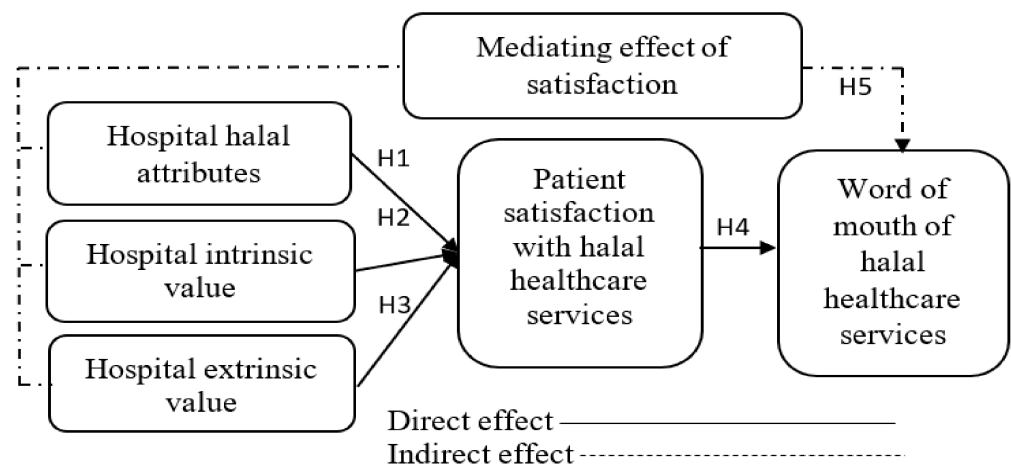 Mediating effect of
satisfaction
H5
Hospital halal
attributes
H1
H2
Hospital intrinsic
value
H3
Hospital extrinsic
value
Patient
satisfaction
with halal
healthcare
services
H4
Word of
mouth of
halal
healthcare
services
Direct effect
Indirect effect